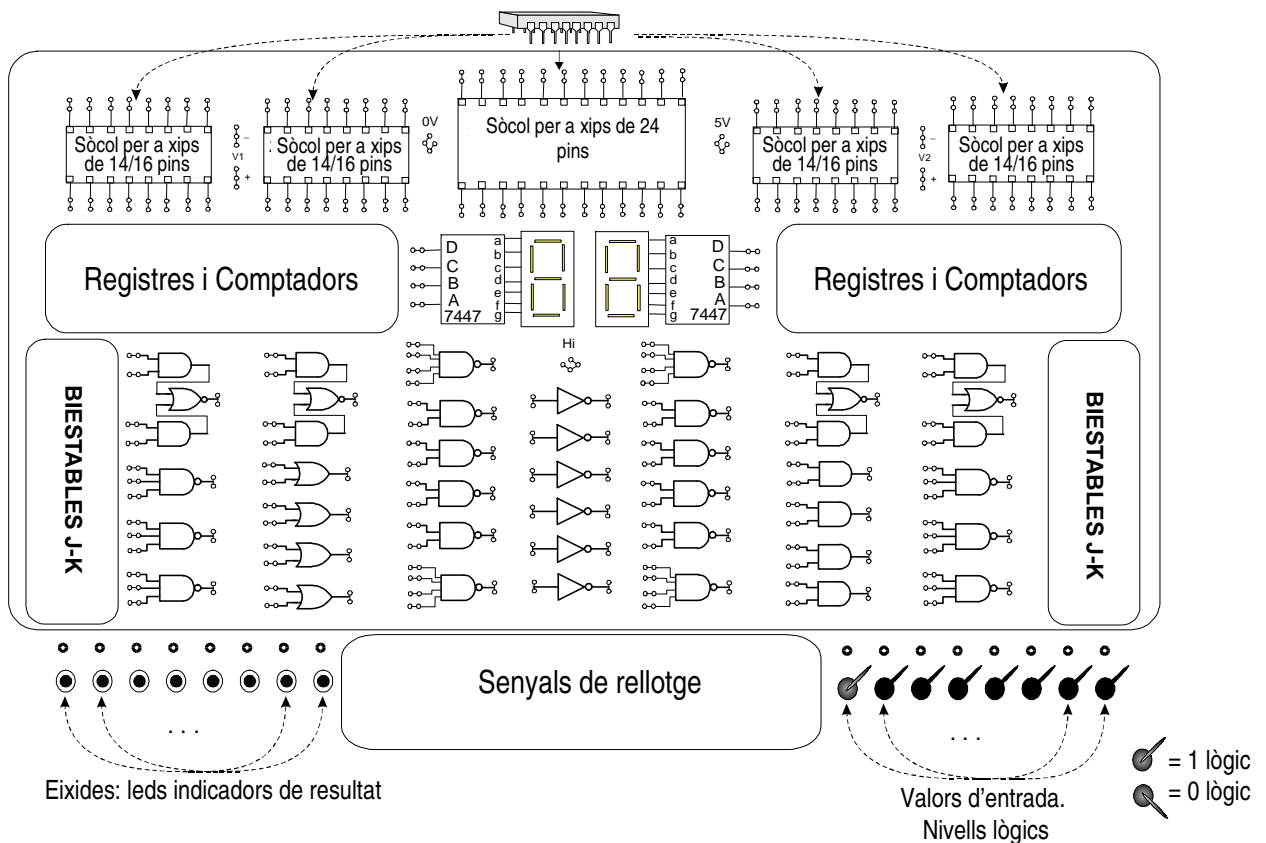 0V
5V
Sòcol per a xips
de 14/16 pins
V1
–
+
. Sòcol per a xips
de 14/16 pins
Sòcol per a xips de 24
pins
Sòcol per a xips
de 14/16 pins
V2
–
+
Sòcol per a xips
de 14/16 pins
Registres i Comptadors
D
C
B
A
7447
a
b
c
d
e
f
g
a
b
c
d
e
f
g
D
C
B
A
7447
Registres i Comptadors
Hi
BIESTABLES J-K
BIESTABLES J-K
Senyals de rellotge
. . .
Eixides: leds indicadors de resultat
. . .
Valors d'entrada.
Nivells lògics
= 1 lògic
= 0 lògic